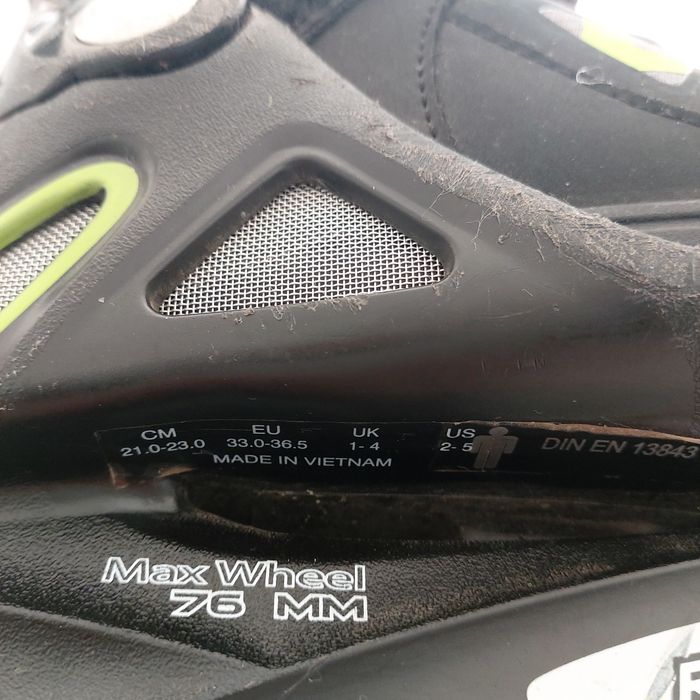 CM EU UK US
21.0-23.0 33.0-36.5 1- 4 2- 5 DIN EN 13843
MADE IN VIETNAM
Max Wheel
76 MM